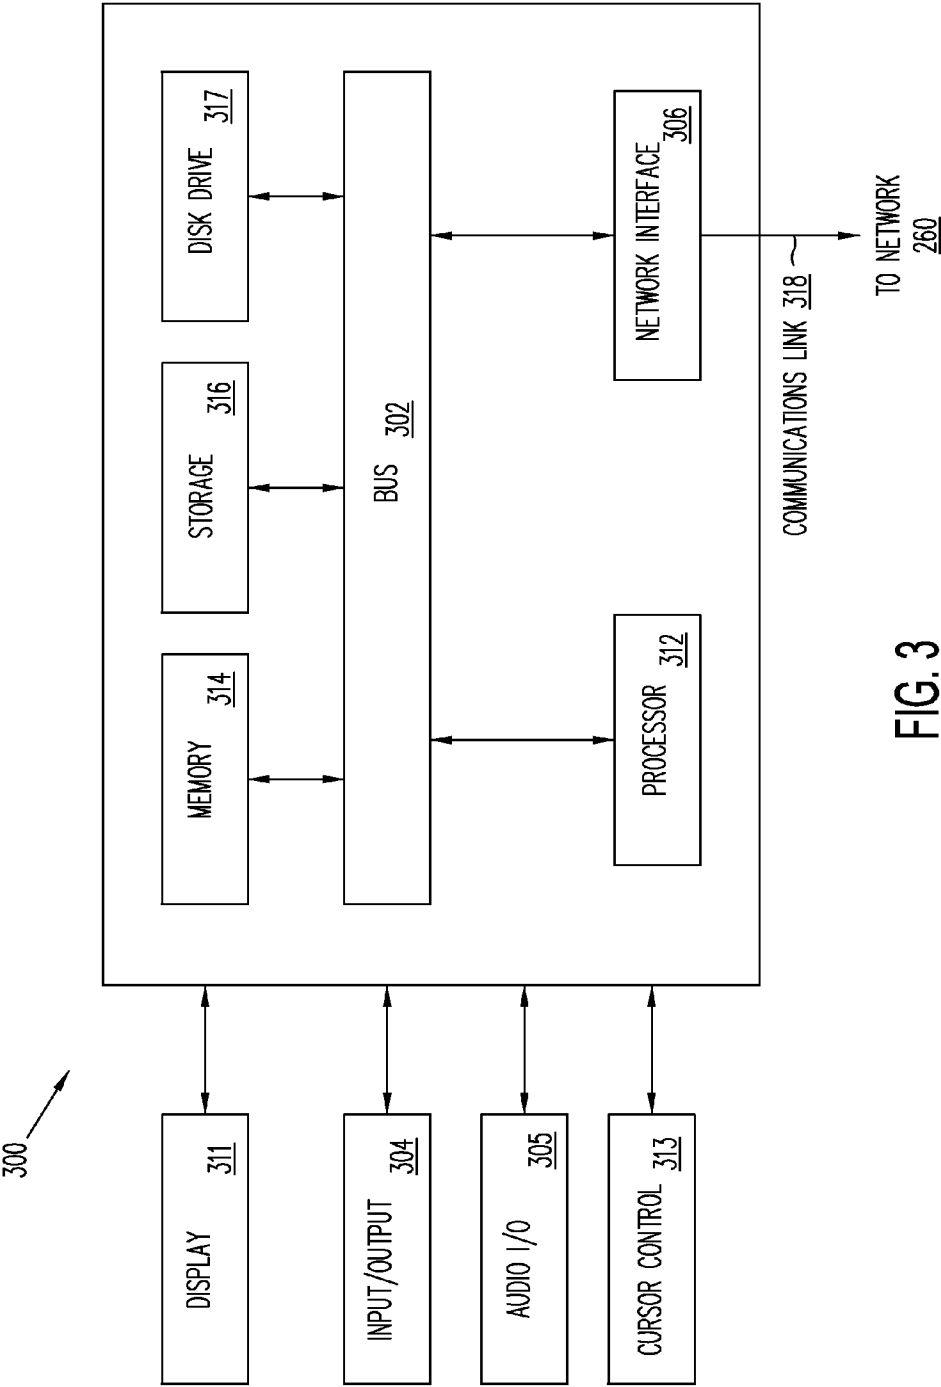 300
DISPLAY
311
INPUT/OUTPUT
304
AUDIO I/O
305
CURSOR CONTROL
313
MEMORY
314
STORAGE
316
DISK DRIVE
317
BUS
302
PROCESSOR
312
NETWORK INTERFACE
306
COMMUNICATIONS LINK 318
TO NETWORK
260
FIG. 3